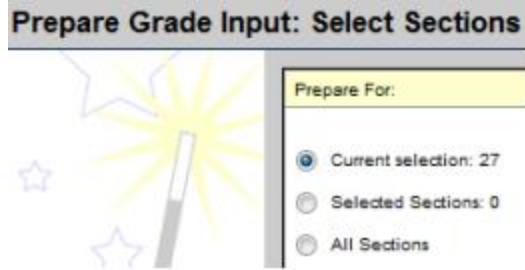 Prepare Grade Input: Select Sections
Prepare For:
Current selection: 27
Selected Sections: 0
All Sections